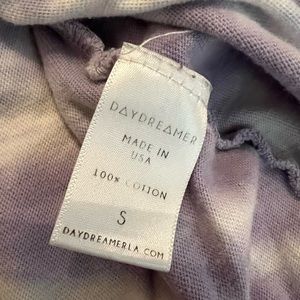 DAYDREAMER
MADE IN
USA
100% COTTON
S
DAYDREAMERLA.COM